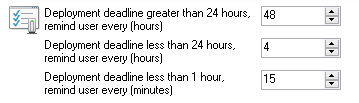 Deployment deadline greater than 24 hours,
remind user every (hours)
48
Deployment deadline less than 24 hours,
remind user every (hours)
4
Deployment deadline less than 1 hour,
remind user every (minutes)
15